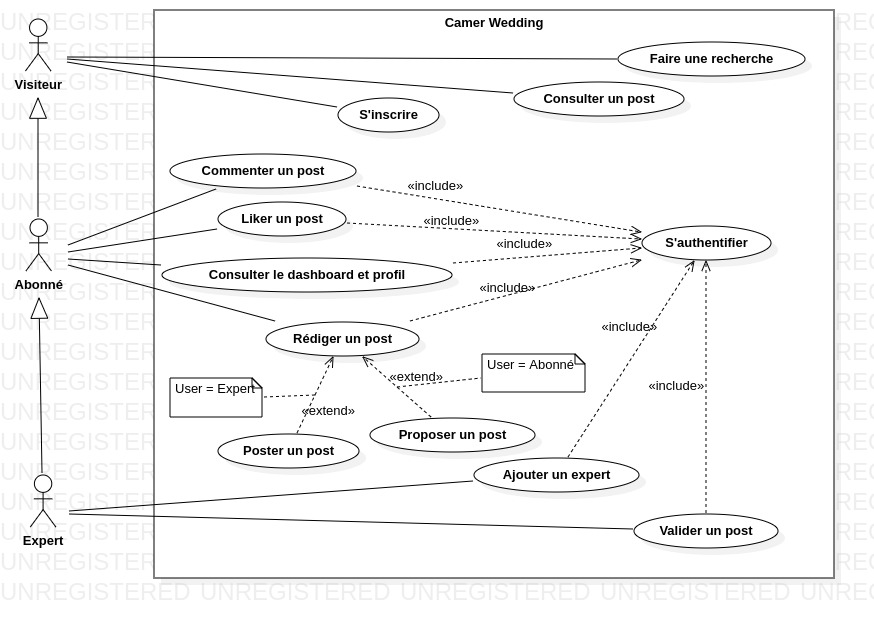 Camer Wedding
Visiteur
Faire une recherche
Consulter un post
S'inscrire
Commenter un post
«include»
Liker un post
«include»
Abonné
S'authentifier
«include»
Consulter le dashboard et profil
«include»
Rédiger un post
«include»
User = Expert
«extend»
User = Abonné
«include»
«extend»
Proposer un post
Poster un post
Ajouter un expert
Expert
Valider un post
UNREGISTERED UNREGISTERED UNREGISTERED UNREGISTERED UNREGISTERED